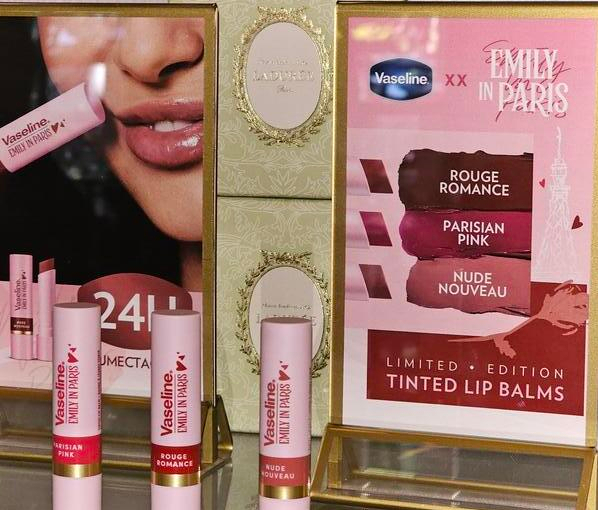 Vaseline.
EMILY IN PARIS
24H
Vaseline.
EMILY IN PARIS
PARISIAN
PINK
Vaseline.
EMILY IN PARIS
ROUGE
ROMANCE
Vaseline.
EMILY IN PARIS
NUDE
NOUVEAU
LADURÉE
Paris
Vaseline
XX
EMILY
IN PARIS
ROUGE
ROMANCE
PARISIAN
PINK
NUDE
NOUVEAU
LIMITED • EDITION
TINTED LIP BALMS